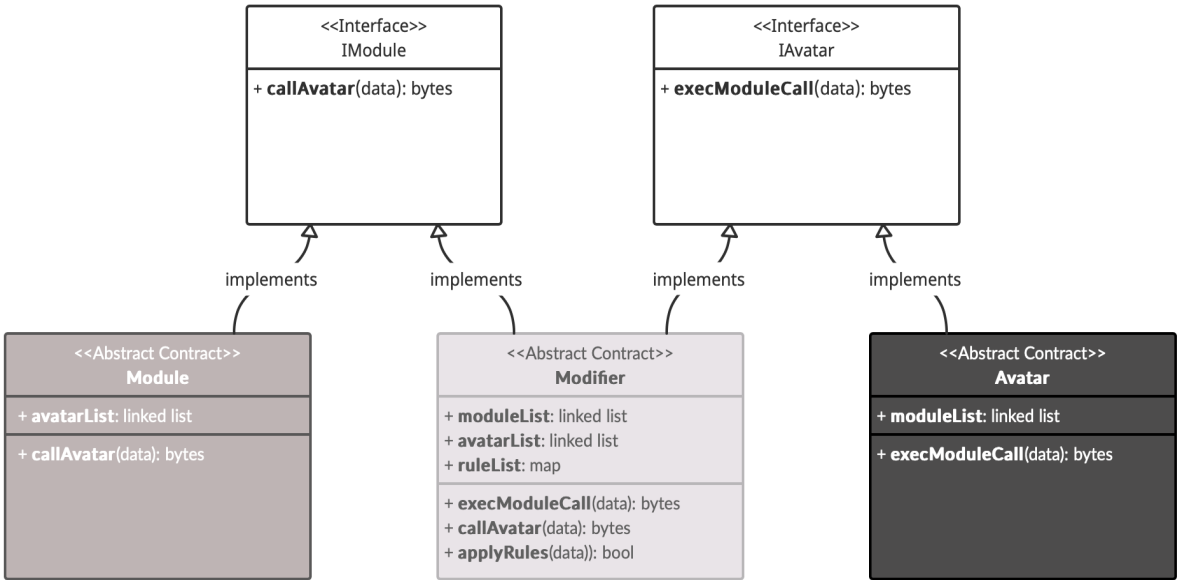 <<Interface>>
IModule
+ callAvatar(data): bytes
<<Interface>>
IAvatar
+ execModuleCall(data): bytes
implements
implements
implements
implements
<<Abstract Contract>>
Module
+ avatarList: linked list
+ callAvatar(data): bytes
<<Abstract Contract>>
Modifier
+ moduleList: linked list
+ avatarList: linked list
+ ruleList: map
+ execModuleCall(data): bytes
+ callAvatar(data): bytes
+ applyRules(data)): bool
<<Abstract Contract>>
Avatar
+ moduleList: linked list
+ execModuleCall(data): bytes